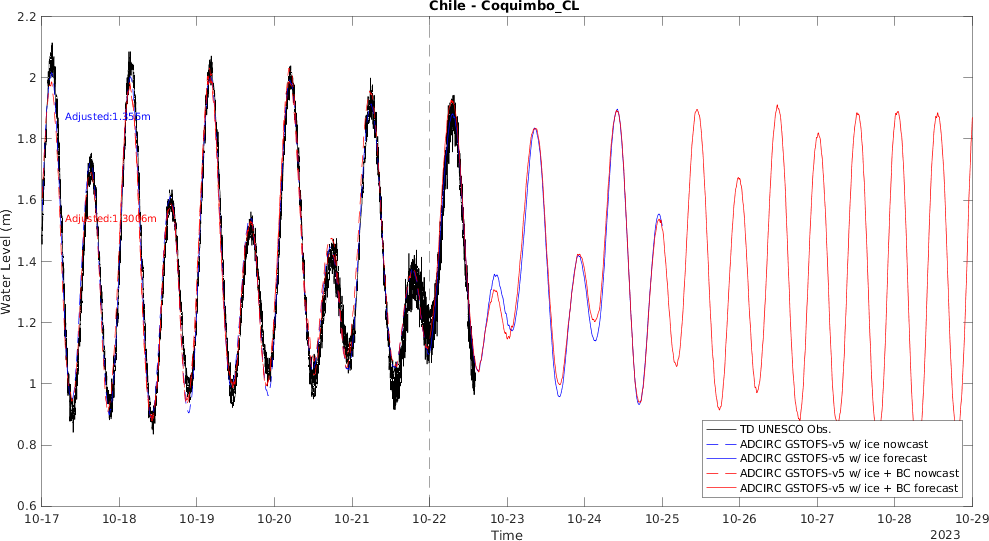 Chile - Coquimbo_CL
2.2
2
1.8
1.6
1.4
1.2
1
0.8
0.6
Water Level (m)
Adjusted:1.356m
Adjusted:1.3006m
TD UNESCO Obs.
ADCIRC GSTOFS-v5 w/ ice nowcast
ADCIRC GSTOFS-v5 w/ ice forecast
ADCIRC GSTOFS-v5 w/ ice + BC nowcast
ADCIRC GSTOFS-v5 w/ ice + BC forecast
10-17 10-18 10-19 10-20 10-21 10-22 10-23 10-24 10-25 10-26 10-27 10-28 10-29
Time
2023